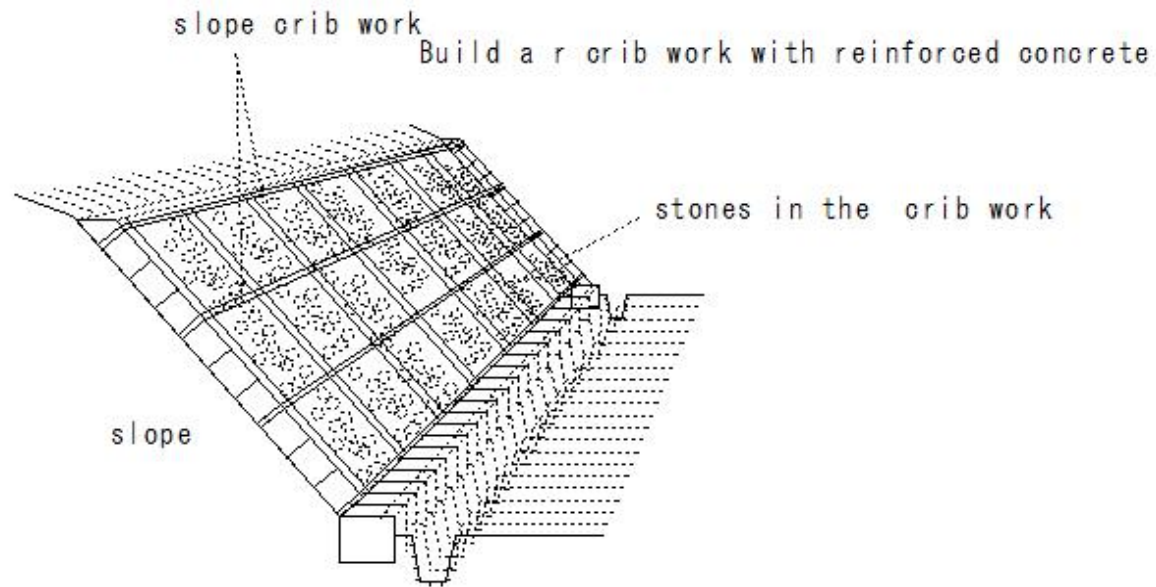 slope crib work
Build a r crib work with reinforced concrete
stones in the crib work
slope